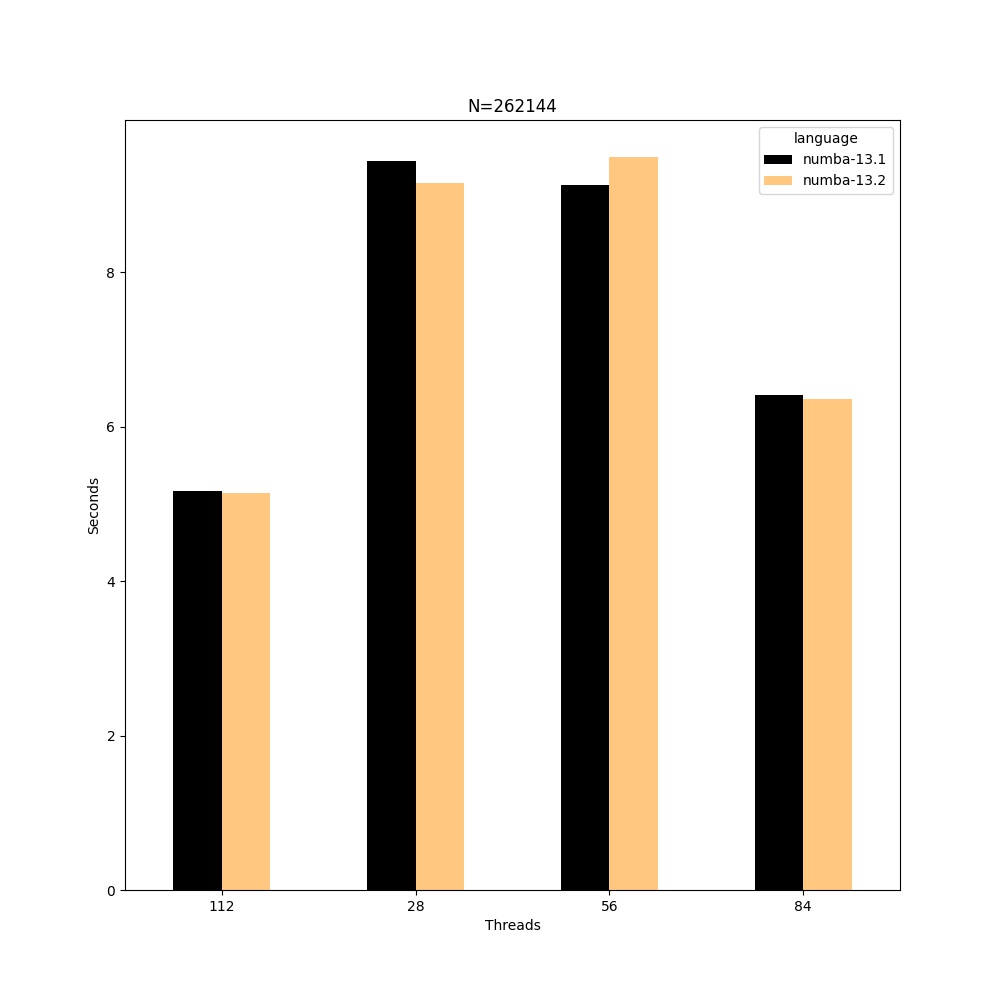 N=262144
language
numba-13.1
numba-13.2
Seconds
8
6
4
2
0
112 28 56 84
Threads